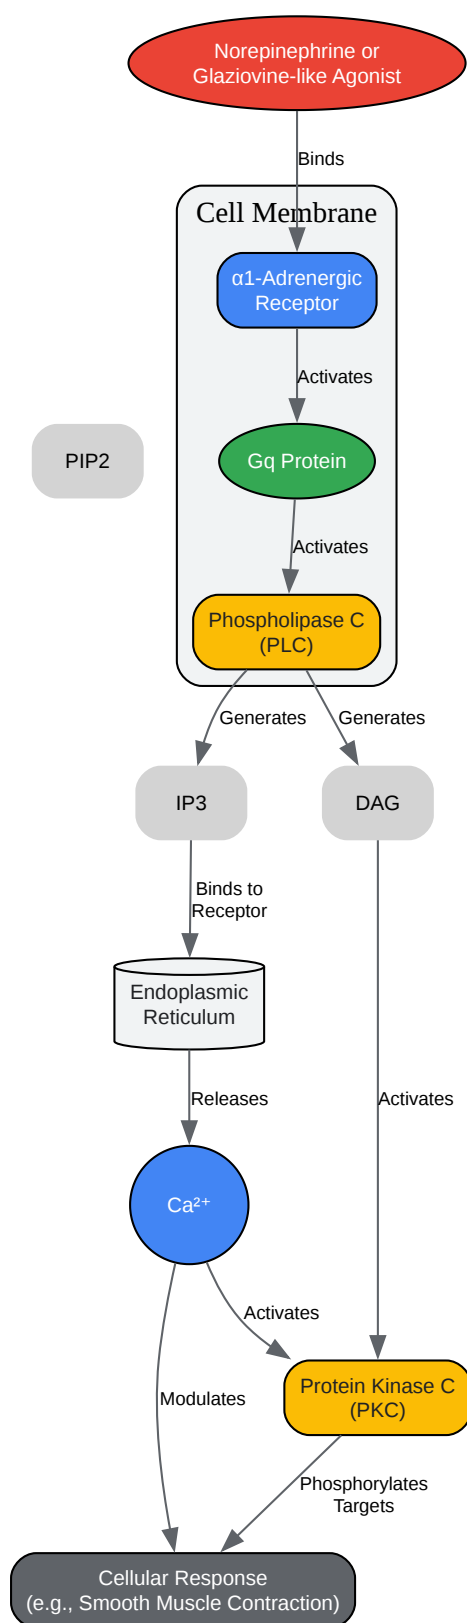 Norepinephrine or
Glaziovine-like Agonist
Binds
Cell Membrane
α1-Adrenergic
Receptor
Activates
PIP2
Gq Protein
Activates
Phospholipase C
(PLC)
Generates
Generates
IP3
DAG
Binds to
Receptor
Endoplasmic
Reticulum
Releases
Activates
Ca²⁺
Activates
Protein Kinase C
(PKC)
Modulates
Phosphorylates
Targets
Cellular Response
(e.g., Smooth Muscle Contraction)